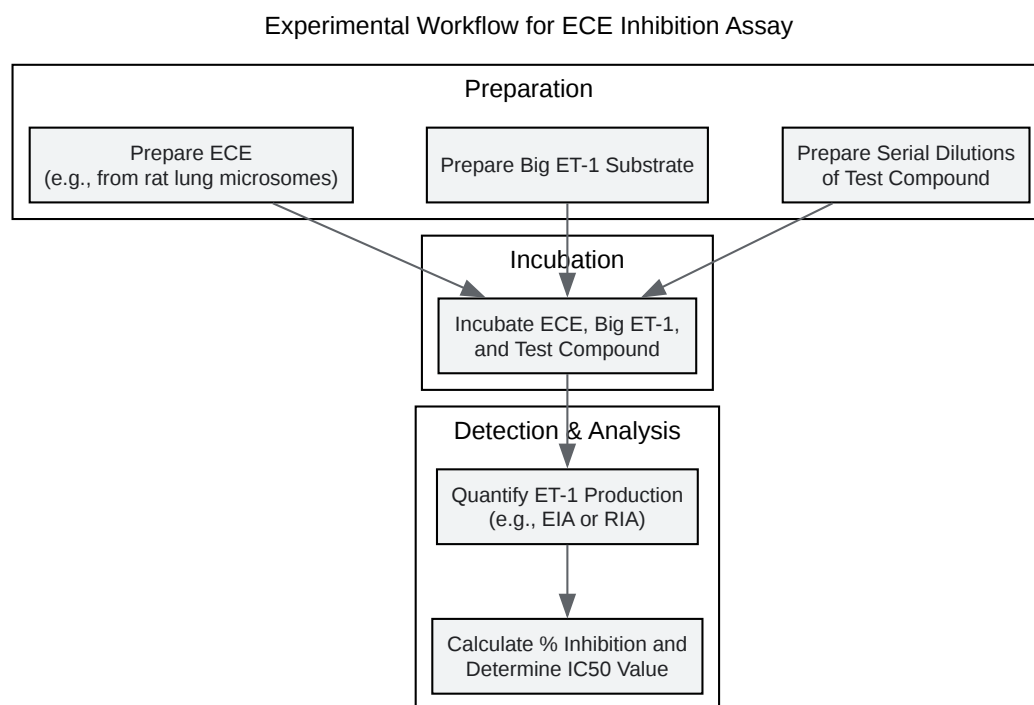 Experimental Workflow for ECE Inhibition Assay
Preparation
Prepare ECE
(e.g., from rat lung microsomes)
Prepare Big ET-1 Substrate
Prepare Serial Dilutions
of Test Compound
Incubation
Incubate ECE, Big ET-1,
and Test Compound
Detection & Analysis
Quantify ET-1 Production
(e.g., EIA or RIA)
Calculate % Inhibition and
Determine IC50 Value